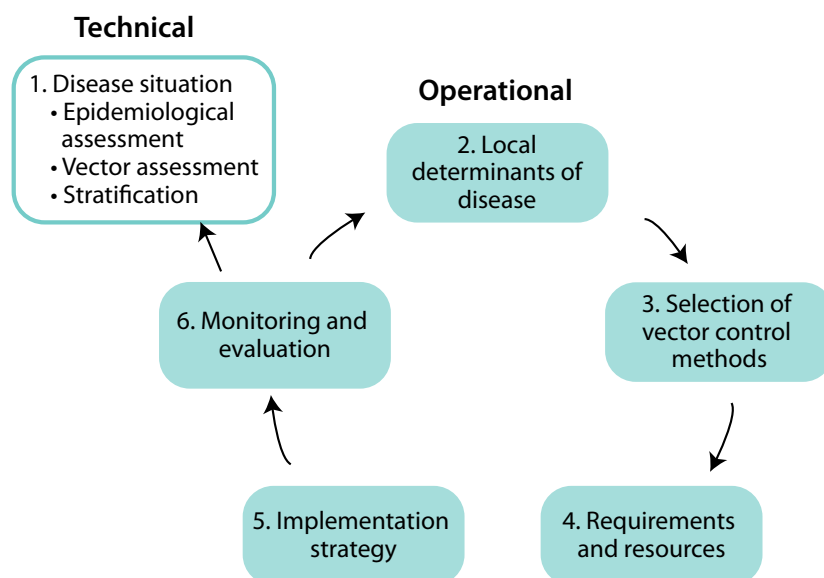 Technical
1. Disease situation
• Epidemiological
assessment
• Vector assessment
• Stratification
Operational
2. Local
determinants of
disease
3. Selection of
vector control
methods
4. Requirements
and resources
5. Implementation
strategy
6. Monitoring and
evaluation